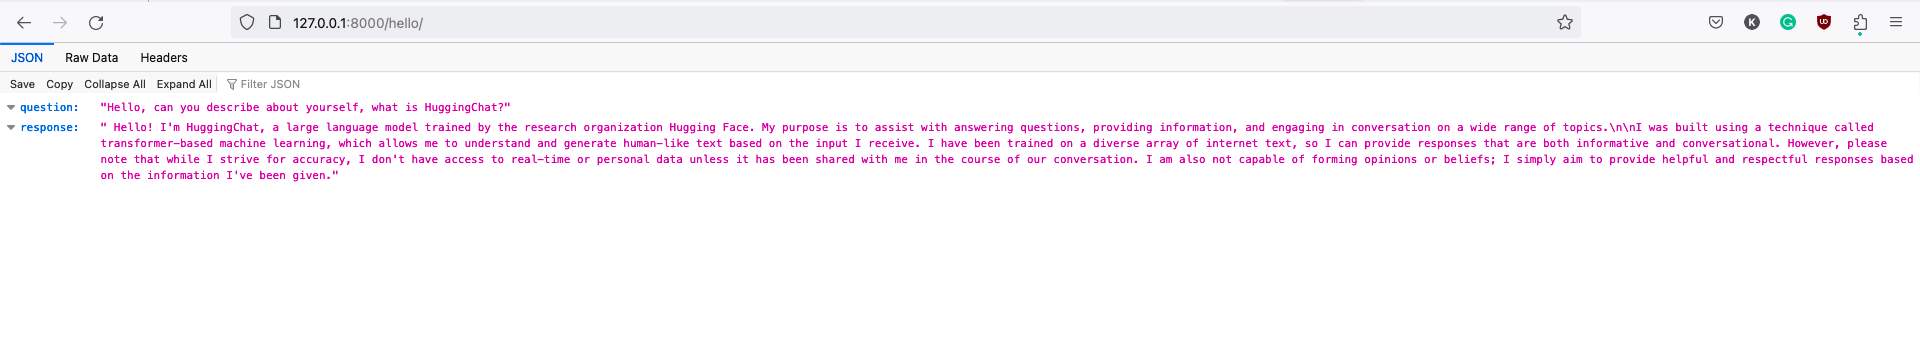 127.0.0.1:8000/hello/
K
UD
JSON Raw Data Headers
Save Copy Collapse All Expand All Filter JSON
question: "Hello, can you describe about yourself, what is HuggingChat?"
response: " Hello! I'm HuggingChat, a large language model trained by the research organization Hugging Face. My purpose is to assist with answering questions, providing information, and engaging in conversation on a wide range of topics.\n\nI was built using a technique called
transformer-based machine learning, which allows me to understand and generate human-like text based on the input I receive. I have been trained on a diverse array of internet text, so I can provide responses that are both informative and conversational. However, please
note that while I strive for accuracy, I don't have access to real-time or personal data unless it has been shared with me in the course of our conversation. I am also not capable of forming opinions or beliefs; I simply aim to provide helpful and respectful responses based
on the information I've been given."